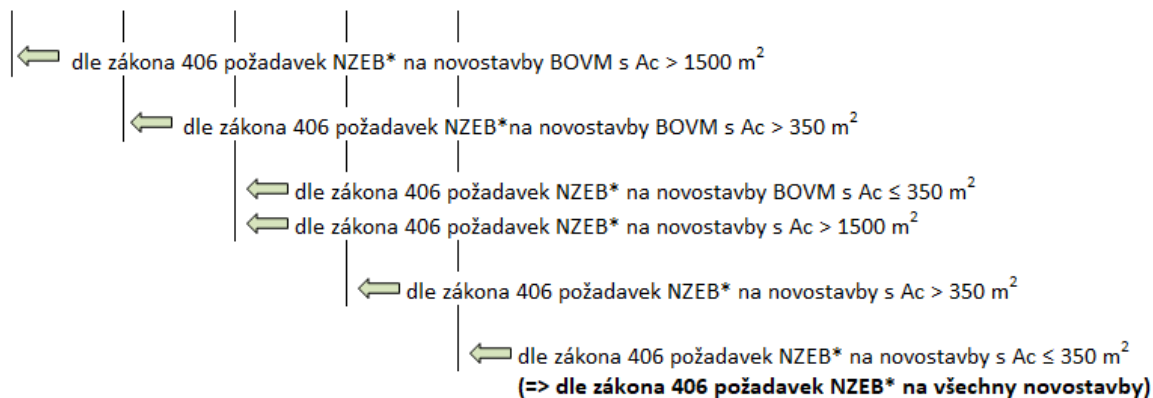 dle zákona 406 požadavek NZEB* na novostavby BOVM s Ac > 1500 m²
dle zákona 406 požadavek NZEB*na novostavby BOVM s Ac > 350 m²
dle zákona 406 požadavek NZEB* na novostavby BOVM s Ac ≤ 350 m²
dle zákona 406 požadavek NZEB* na novostavby s Ac > 1500 m²
dle zákona 406 požadavek NZEB* na novostavby s Ac > 350 m²
dle zákona 406 požadavek NZEB* na novostavby s Ac ≤ 350 m²
(=> dle zákona 406 požadavek NZEB* na všechny novostavby)